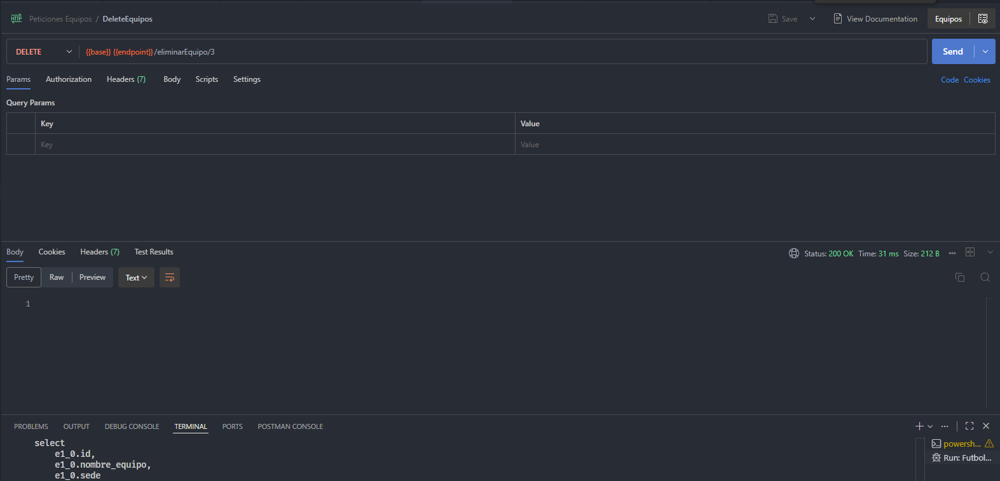 HTTP Peticiones Equipos / DeleteEquipos Save View Documentation Equipos
DELETE {{base}} {{endpoint}}/eliminarEquipo/3 Send
Params Authorization Headers (7) Body Scripts Settings Code Cookies
Query Params
Key Value
Key Value
Body Cookies Headers (7) Test Results Status: 200 OK Time: 31 ms Size: 212 B
Pretty Raw Preview Text
1
PROBLEMS OUTPUT DEBUG CONSOLE TERMINAL PORTS POSTMAN CONSOLE
select powersh...
e1_0.id, Run: Futbol...
e1_0.nombre_equipo,
e1_0.sede